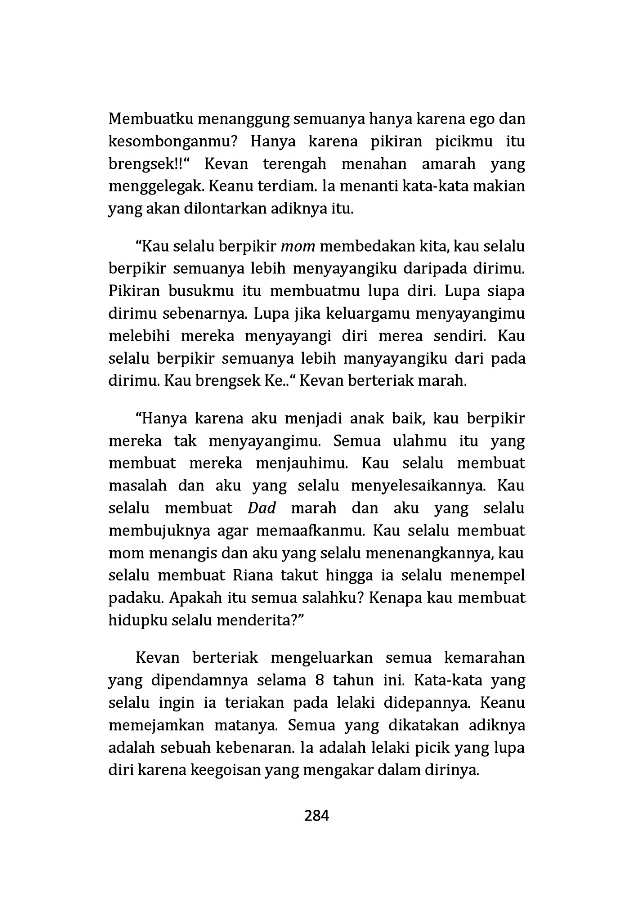 Membuatku menanggung semuanya hanya karena ego dan
kesombonganmu? Hanya karena pikiran picikmu itu
brengsek!!“ Kevan terengah menahan amarah yang
menggelegak. Keanu terdiam. Ia menanti kata-kata makian
yang akan dilontarkan adiknya itu.
“Kau selalu berpikir mom membedakan kita, kau selalu
berpikir semuanya lebih menyayangiku daripada dirimu.
Pikiran busukmu itu membuatmu lupa diri. Lupa siapa
dirimu sebenarnya. Lupa jika keluargamu menyayangimu
melebihi mereka menyayangi diri merea sendiri. Kau
selalu berpikir semuanya lebih manyayangiku dari pada
dirimu. Kau brengsek Ke..“ Kevan berteriak marah.
“Hanya karena aku menjadi anak baik, kau berpikir
mereka tak menyayangimu. Semua ulahmu itu yang
membuat mereka menjauhimu. Kau selalu membuat
masalah dan aku yang selalu menyelesaikannya. Kau
selalu membuat Dad marah dan aku yang selalu
membujuknya agar memaafkanmu. Kau selalu membuat
mom menangis dan aku yang selalu menenangkannya, kau
selalu membuat Riana takut hingga ia selalu menempel
padaku. Apakah itu semua salahku? Kenapa kau membuat
hidupku selalu menderita?”
Kevan berteriak mengeluarkan semua kemarahan
yang dipendamnya selama 8 tahun ini. Kata-kata yang
selalu ingin ia teriakan pada lelaki didepannya. Keanu
memejamkan matanya. Semua yang dikatakan adiknya
adalah sebuah kebenaran. Ia adalah lelaki picik yang lupa
diri karena keegoisan yang mengakar dalam dirinya.
284